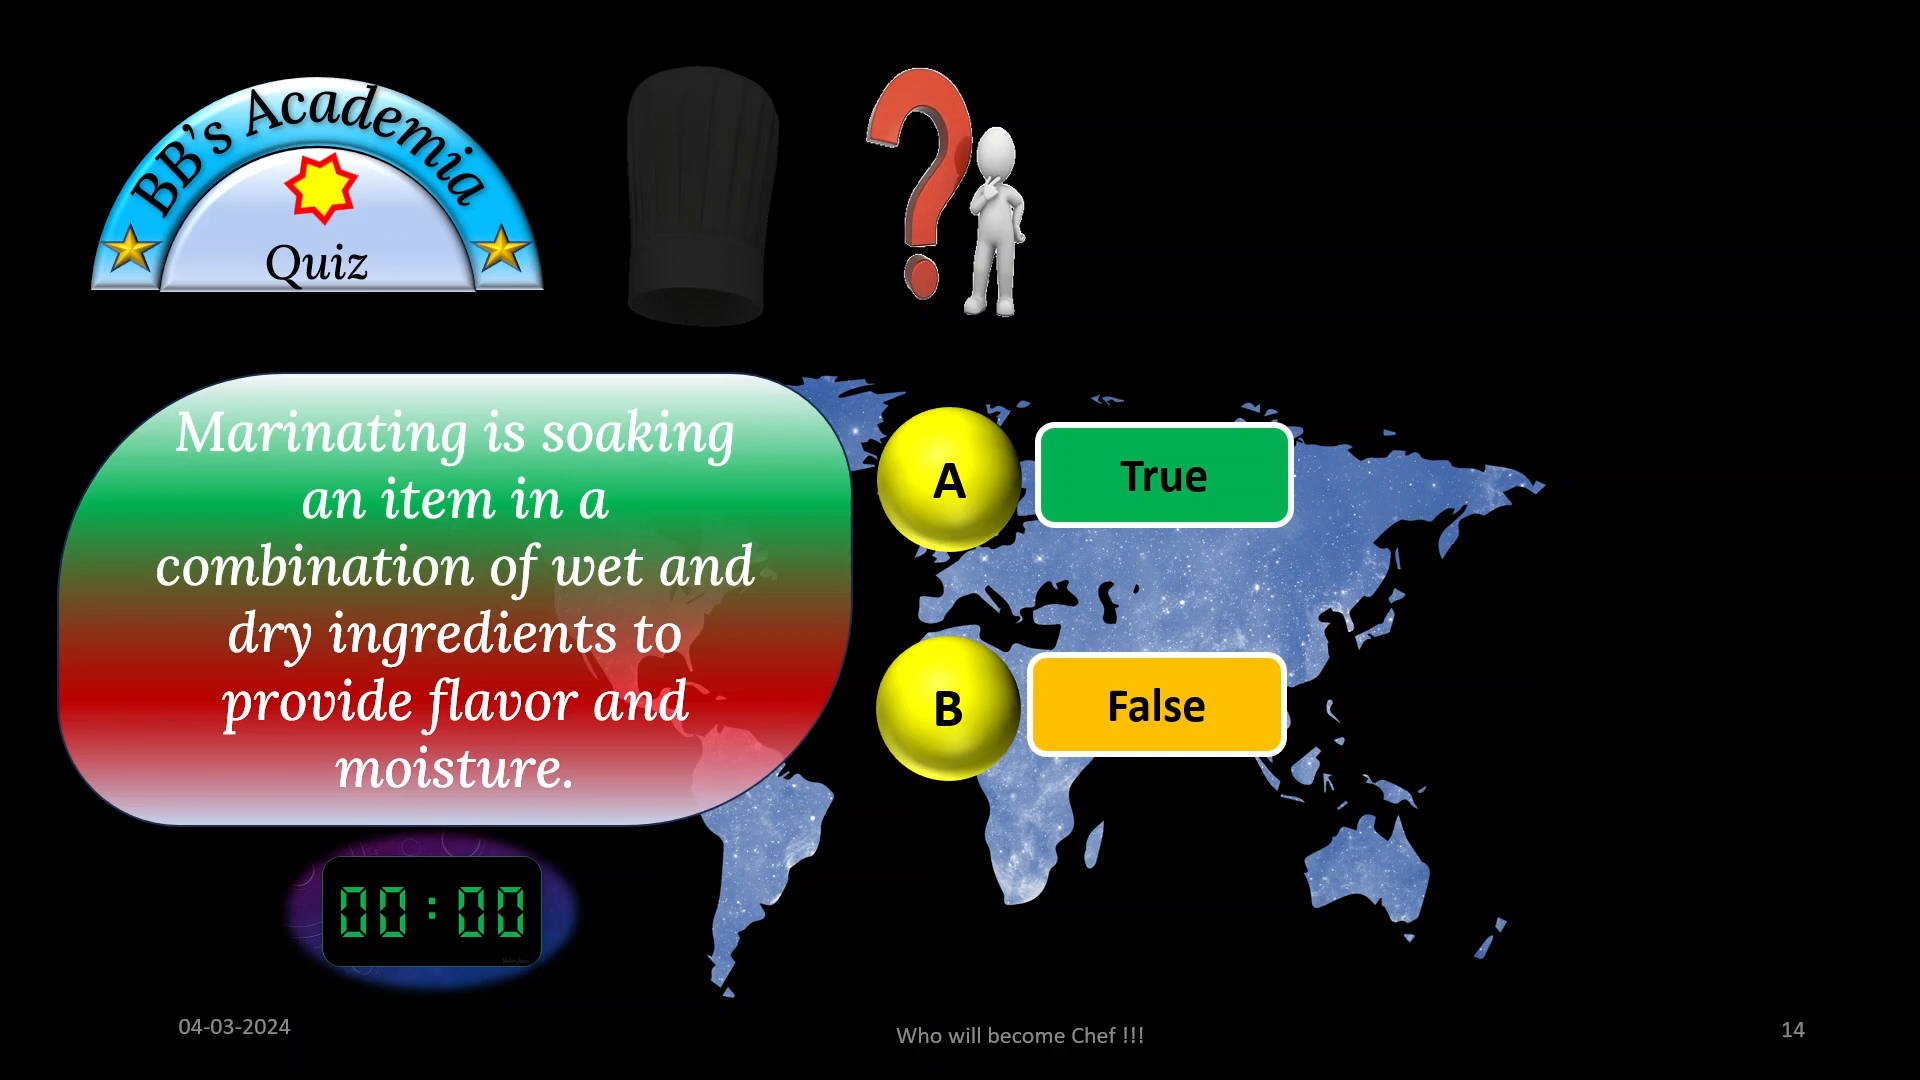 BB's Academia
Quiz
Marinating is soaking
an item in a
combination of wet and
dry ingredients to
provide flavor and
moisture.
A
True
B
False
00:00
04-03-2024
Who will become Chef !!!
14